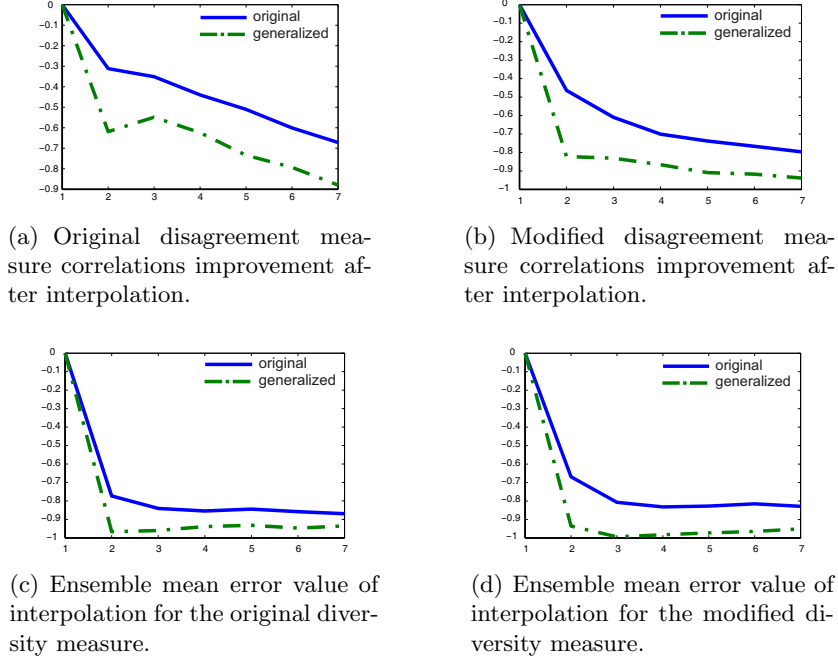 0
−0.1
−0.2
−0.3
−0.4
−0.5
−0.6
−0.7
−0.8
−0.9
1 2 3 4 5 6 7
original
generalized
(a) Original disagreement mea-
sure correlations improvement af-
ter interpolation.
0
−0.1
−0.2
−0.3
−0.4
−0.5
−0.6
−0.7
−0.8
−0.9
−1
1 2 3 4 5 6 7
original
generalized
(b) Modified disagreement mea-
sure correlations improvement af-
ter interpolation.
0
−0.1
−0.2
−0.3
−0.4
−0.5
−0.6
−0.7
−0.8
−0.9
−1
1 2 3 4 5 6 7
original
generalized
(c) Ensemble mean error value of
interpolation for the original diver-
sity measure.
0
−0.1
−0.2
−0.3
−0.4
−0.5
−0.6
−0.7
−0.8
−0.9
−1
1 2 3 4 5 6 7
original
generalized
(d) Ensemble mean error value of
interpolation for the modified di-
versity measure.